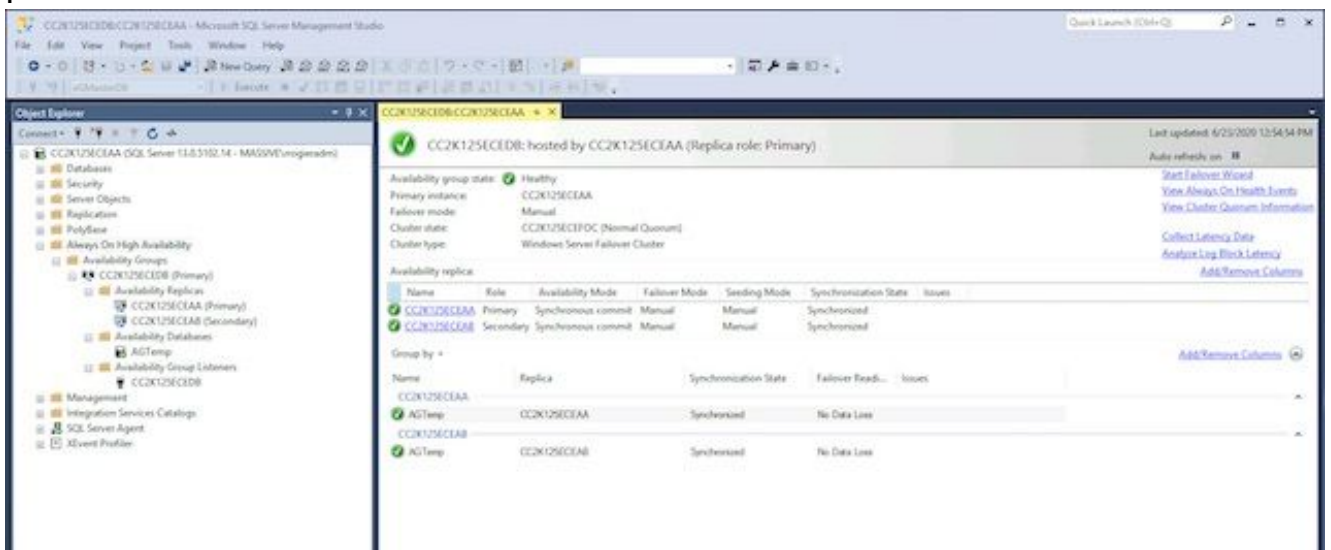 CC2K125ECEDB:CC2K125ECEAA - Microsoft SQL Server Management Studio
Quick Launch (Ctrl+Q)
File Edit View Project Tools Window Help
New Query
Execute
Object Explorer
CC2K125ECEDB:CC2K125ECEAA
Connect
CC2K125ECEAA (SQL Server 13.0.5102.14 -
Databases
Security
Server Objects
Replication
PolyBase
Always On High Availability
Availability Groups
CC2K125ECEDB (Primary)
Availability Replicas
CC2K125ECEAA (Primary)
CC2K125ECEAB (Secondary)
Availability Databases
AGTemp
Availability Group Listeners
CC2K125ECEDB
Management
Integration Services Catalogs
SQL Server Agent
XEvent Profiler
CC2K125ECEDB: hosted by CC2K125ECEAA (Replica role: Primary)
Last updated: 6/23/2020 12:54:54 PM
Auto refresh: on
Availability group state: Healthy
Primary instance: CC2K125ECEAA
Failover mode: Manual
Cluster state: CC2K125ECEFOC (Normal Quorum)
Cluster type: Windows Server Failover Cluster
Start Failover Wizard
View Always On Health Events
View Cluster Quorum Information
Collect Latency Data
Analyze Log Block Latency
Availability replica:
Add/Remove Columns
Name Role Availability Mode Failover Mode Seeding Mode Synchronization State Issues
CC2K125ECEAA Primary Synchronous commit Manual Manual Synchronized
CC2K125ECEAB Secondary Synchronous commit Manual Manual Synchronized
Group by
Add/Remove Columns
Name Replica Synchronization State Failover Readi... Issues
CC2K125ECEAA
AGTemp CC2K125ECEAA Synchronized No Data Loss
CC2K125ECEAB
AGTemp CC2K125ECEAB Synchronized No Data Loss